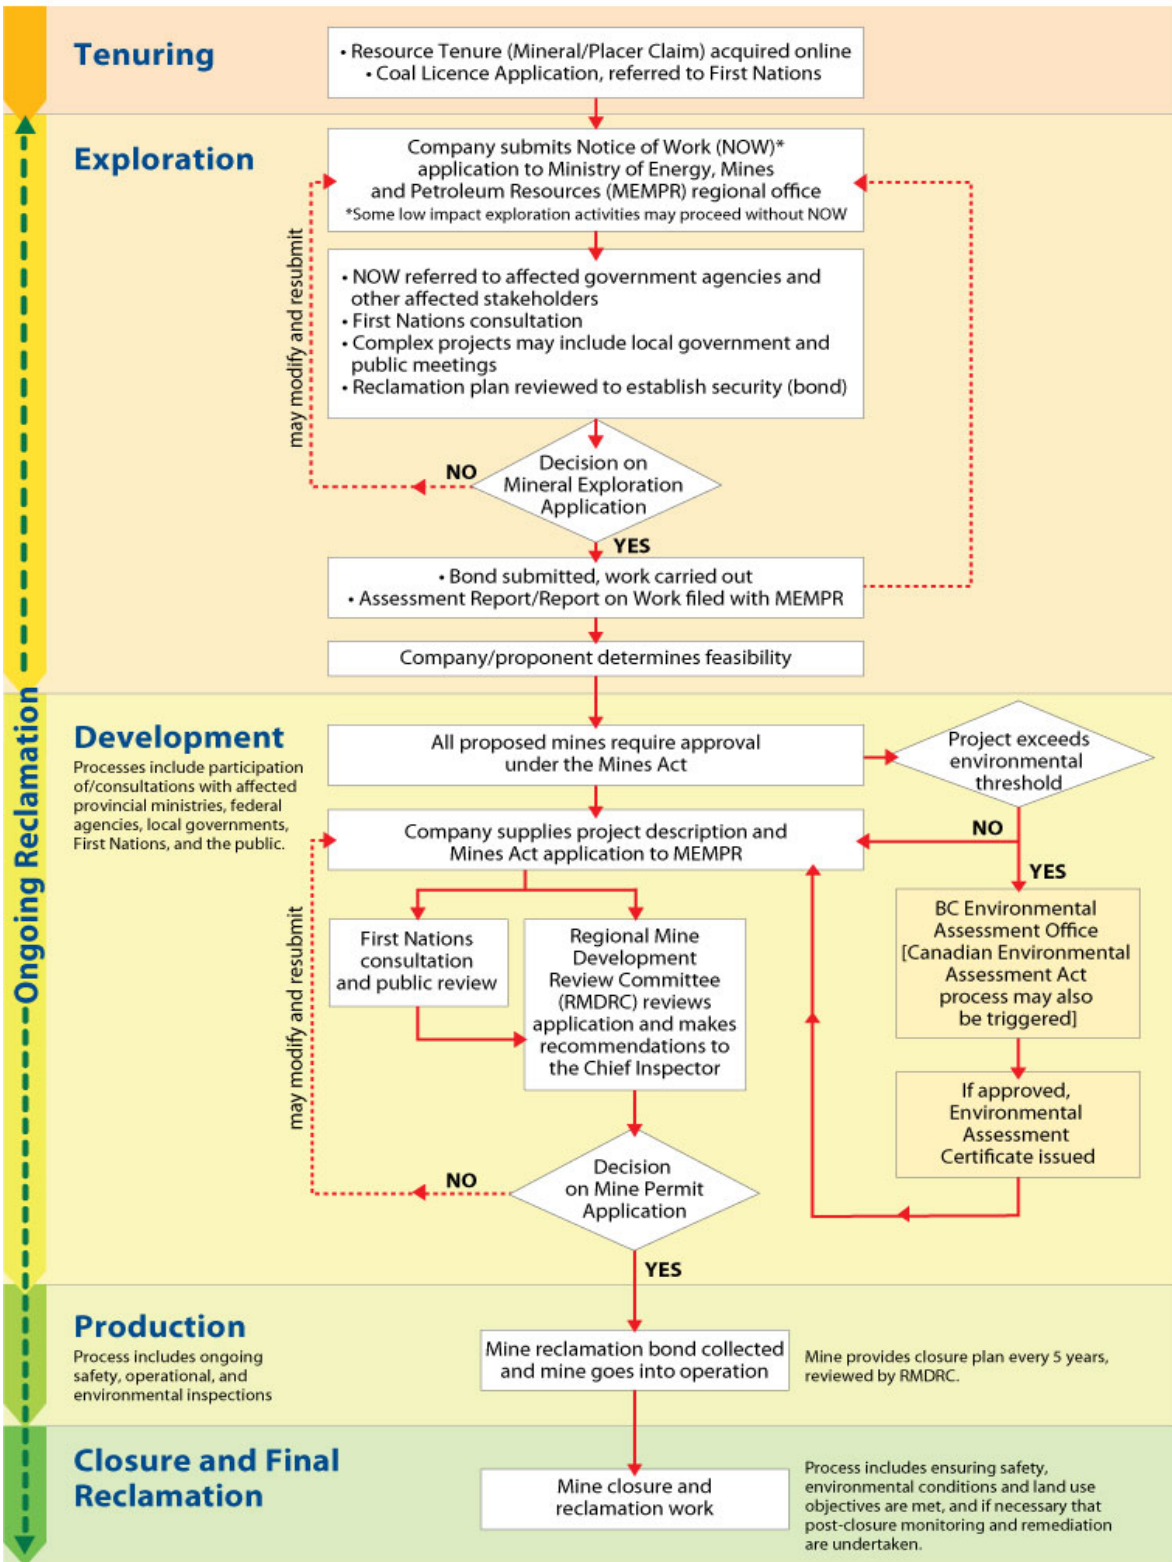 Tenuring
• Resource Tenure (Mineral/Placer Claim) acquired online
• Coal Licence Application, referred to First Nations
Exploration
Company submits Notice of Work (NOW)*
application to Ministry of Energy, Mines
and Petroleum Resources (MEMPR) regional office
*Some low impact exploration activities may proceed without NOW
may modify and resubmit
• NOW referred to affected government agencies and
other affected stakeholders
• First Nations consultation
• Complex projects may include local government and
public meetings
• Reclamation plan reviewed to establish security (bond)
Decision on
Mineral Exploration
Application
NO
YES
• Bond submitted, work carried out
• Assessment Report/Report on Work filed with MEMPR
Company/proponent determines feasibility
Ongoing Reclamation
Development
Processes include participation
of/consultations with affected
provincial ministries, federal
agencies, local governments,
First Nations, and the public.
All proposed mines require approval
under the Mines Act
Project exceeds
environmental
threshold
NO
YES
Company supplies project description and
Mines Act application to MEMPR
may modify and resubmit
First Nations
consultation
and public review
Regional Mine
Development
Review Committee
(RMDRC) reviews
application and makes
recommendations to
the Chief Inspector
BC Environmental
Assessment Office
[Canadian Environmental
Assessment Act
process may also
be triggered]
If approved,
Environmental
Assessment
Certificate issued
Decision
on Mine Permit
Application
NO
YES
Production
Process includes ongoing
safety, operational, and
environmental inspections
Mine reclamation bond collected
and mine goes into operation
Mine provides closure plan every 5 years,
reviewed by RMDRC.
Closure and Final
Reclamation
Mine closure and
reclamation work
Process includes ensuring safety,
environmental conditions and land use
objectives are met, and if necessary that
post-closure monitoring and remediation
are undertaken.